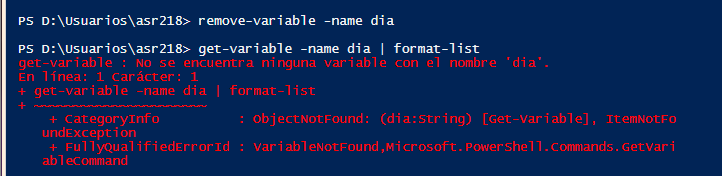 PS D:\Usuarios\asr218> remove-variable -name dia
PS D:\Usuarios\asr218> get-variable -name dia | format-list
get-variable : No se encuentra ninguna variable con el nombre 'dia'.
En línea: 1 Carácter: 1
+ get-variable -name dia | format-list
+ ~~~~~~~~~~~~~~~~~~~~~~
+ CategoryInfo : ObjectNotFound: (dia:String) [Get-Variable], ItemNotFo
undException
+ FullyQualifiedErrorId : VariableNotFound,Microsoft.PowerShell.Commands.GetVari
ableCommand